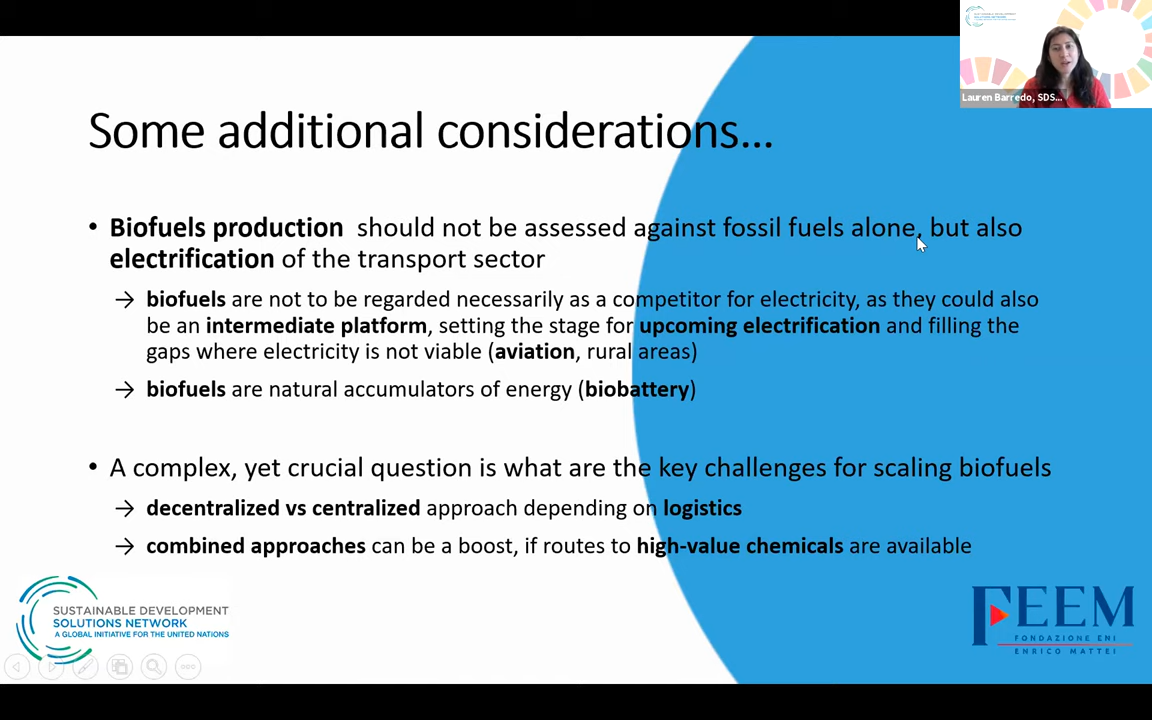 SUSTAINABLE DEVELOPMENT
SOLUTIONS NETWORK
Lauren Barredo, SDS...
Some additional considerations...
• Biofuels production should not be assessed against fossil fuels alone, but also
electrification of the transport sector
→ biofuels are not to be regarded necessarily as a competitor for electricity, as they could also
be an intermediate platform, setting the stage for upcoming electrification and filling the
gaps where electricity is not viable (aviation, rural areas)
→ biofuels are natural accumulators of energy (biobattery)
• A complex, yet crucial question is what are the key challenges for scaling biofuels
→ decentralized vs centralized approach depending on logistics
→ combined approaches can be a boost, if routes to high-value chemicals are available
SUSTAINABLE DEVELOPMENT
SOLUTIONS NETWORK
A GLOBAL INITIATIVE FOR THE UNITED NATIONS
FEEM
FONDAZIONE ENI
ENRICO MATTEI